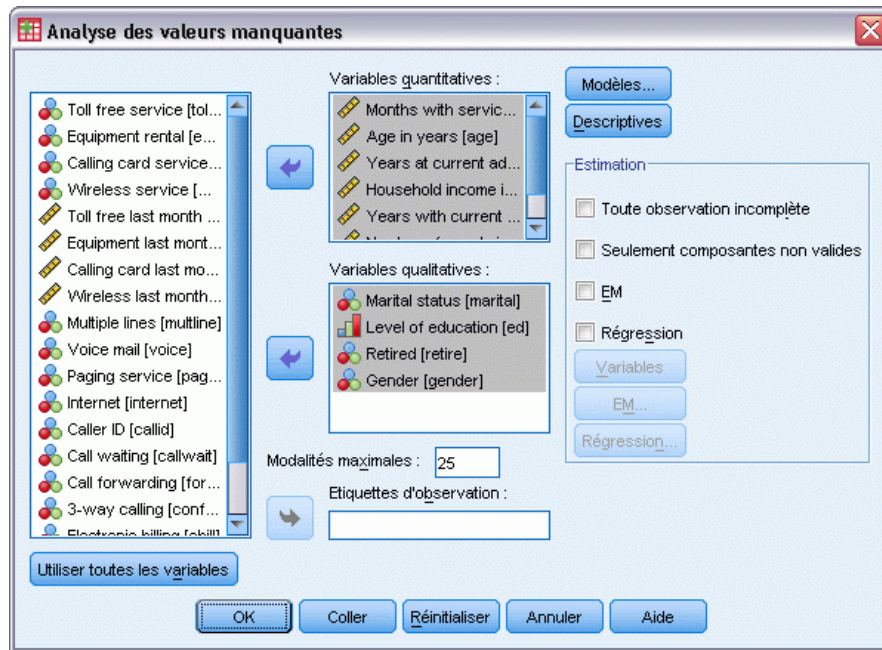 Analyse des valeurs manquantes
Toll free service [tol...
Equipment rental [e...
Calling card service...
Wireless service [...
Toll free last month ...
Equipment last mont...
Calling card last mo...
Wireless last month...
Multiple lines [multline]
Voice mail [voice]
Paging service [pag...
Internet [internet]
Caller ID [callid]
Call waiting [callwait]
Call forwarding [for...
3-way calling [conf...
Electronic billing [ebill]
Utiliser toutes les variables
Variables quantitatives :
Months with servic...
Age in years [age]
Years at current ad...
Household income i...
Years with current ...
Variables qualitatives :
Marital status [marital]
Level of education [ed]
Retired [retire]
Gender [gender]
Modalités maximales : 25
Etiquettes d'observation :
Modèles...
Descriptives
Estimation
Toute observation incomplète
Seulement composantes non valides
EM
Régression
Variables
EM...
Régression...
OK
Coller
Réinitialiser
Annuler
Aide